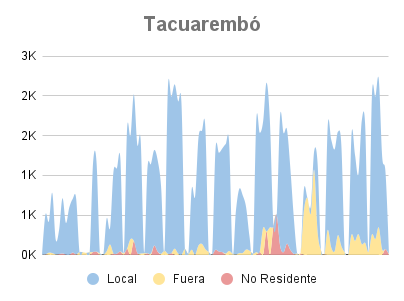 Tacuarembó
3K
2K
2K
1K
1K
0K
Local Fuera No Residente